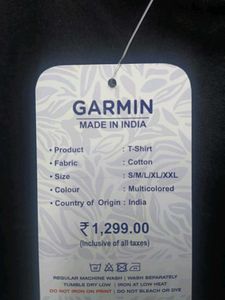 GARMIN
MADE IN INDIA
• Product : T-Shirt
• Fabric : Cotton
• Size : S/M/L/XL/XXL
• Colour : Multicolored
• Country of Origin : India
₹1,299.00
(Inclusive of all taxes)
REGULAR MACHINE WASH | WASH SEPARATELY
TUMBLE DRY LOW | IRON AT LOW HEAT
DO NOT IRON ON PRINT | DO NOT BLEACH OR DYE